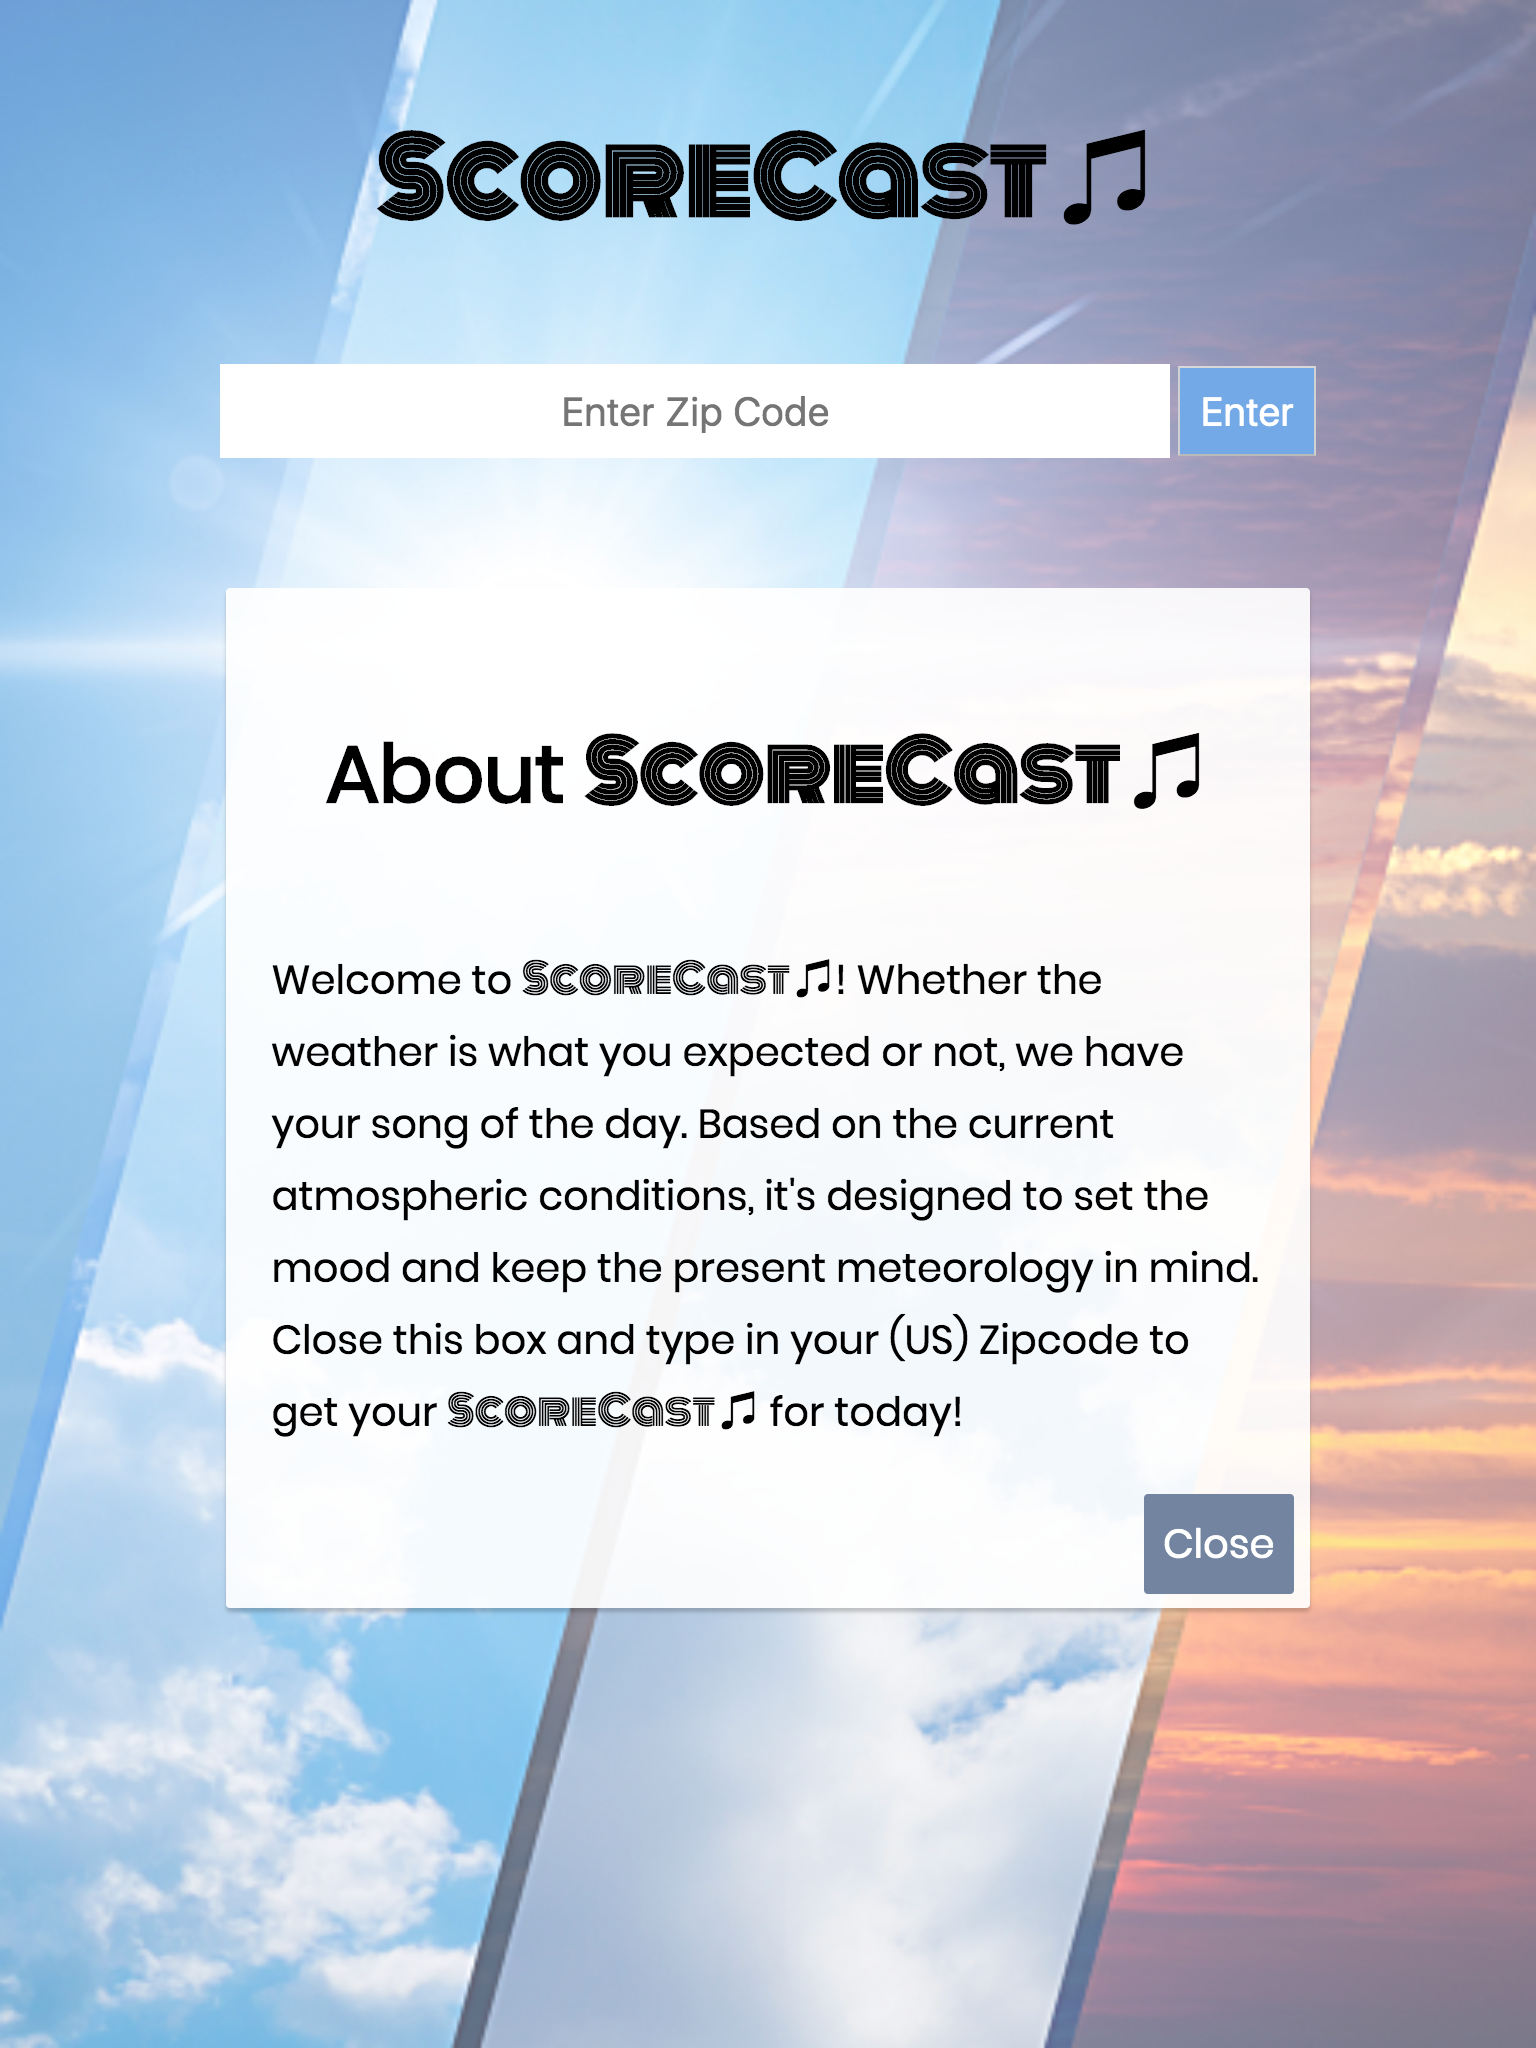 ScoreCast♫
Enter Zip Code
Enter
About ScoreCast♫
Welcome to ScoreCast♫! Whether the
weather is what you expected or not, we have
your song of the day. Based on the current
atmospheric conditions, it's designed to set the
mood and keep the present meteorology in mind.
Close this box and type in your (US) Zipcode to
get your ScoreCast♫ for today!
Close